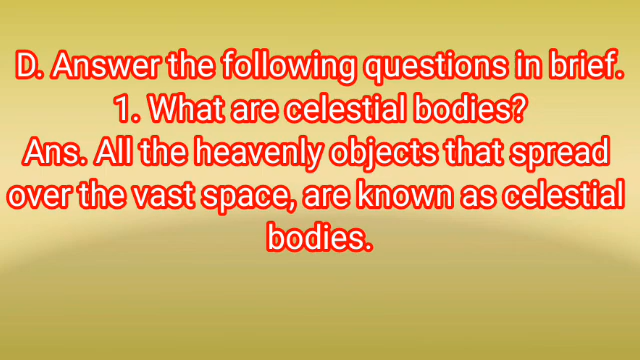 D. Answer the following questions in brief.
1. What are celestial bodies?
Ans. All the heavenly objects that spread
over the vast space, are known as celestial
bodies.